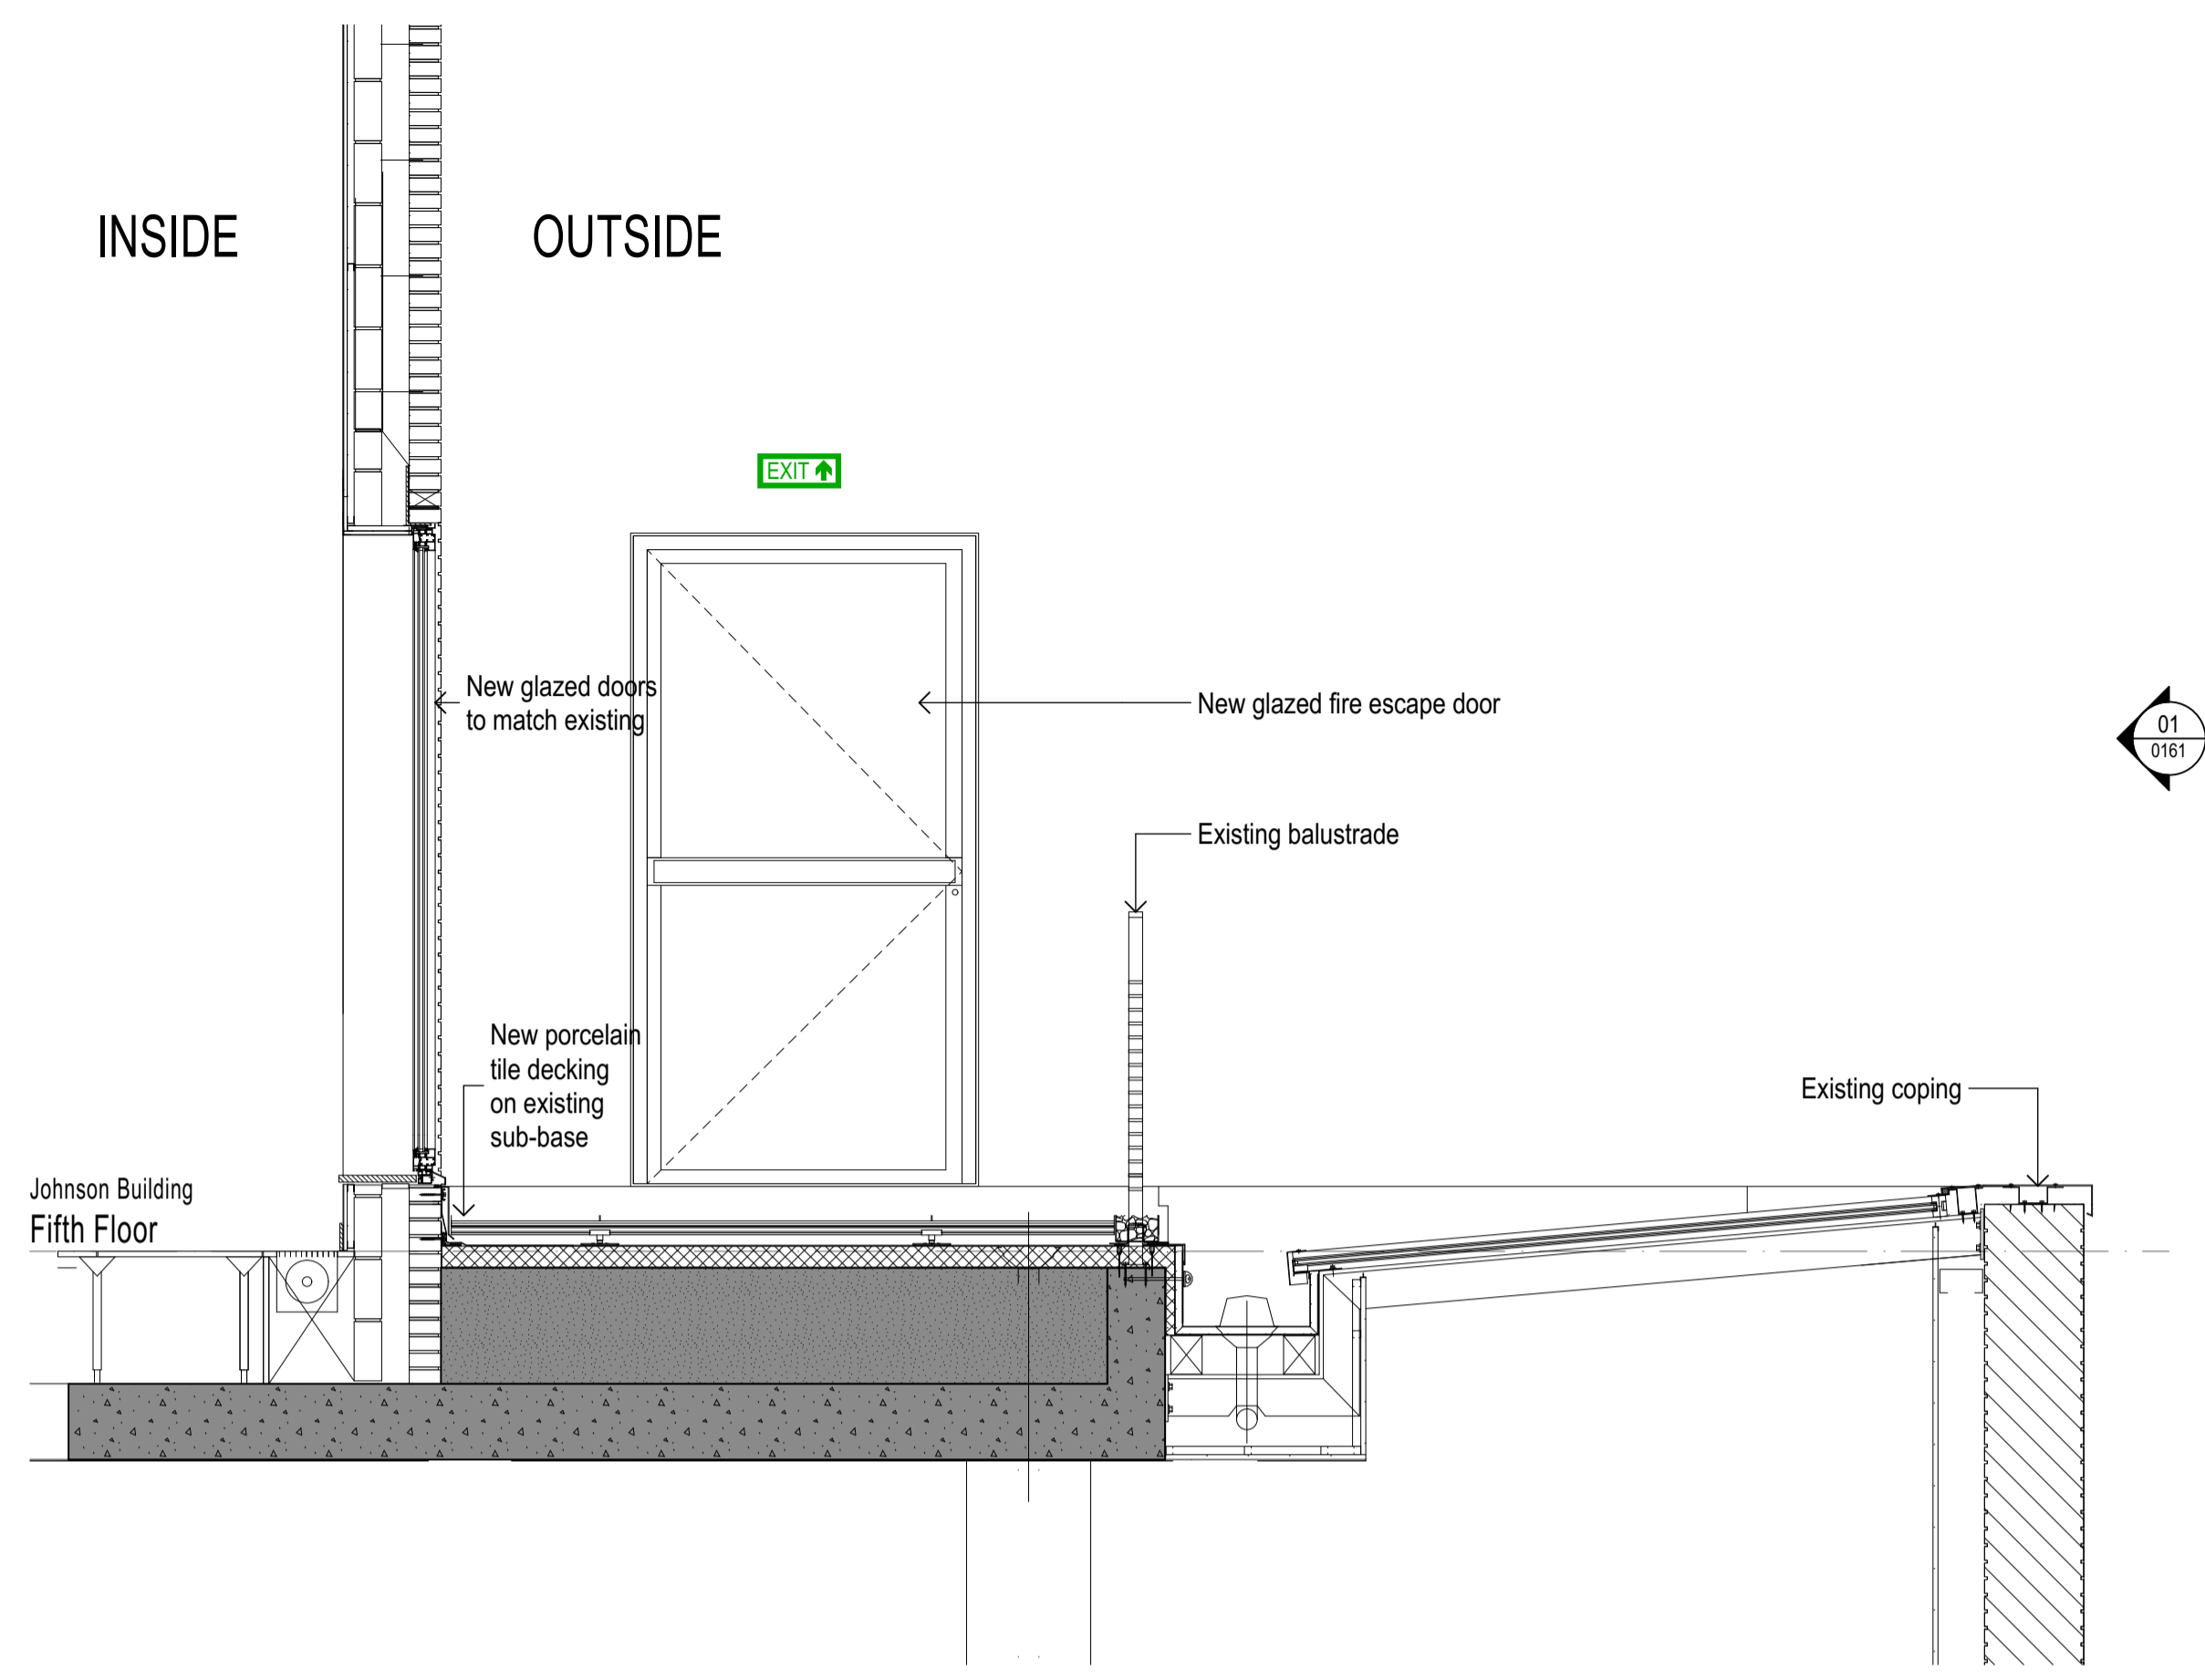 INSIDE
OUTSIDE
EXIT
New glazed doors
to match existing
New glazed fire escape door
01
0161
Existing balustrade
New porcelain
tile decking
on existing
sub-base
Existing coping
Johnson Building
Fifth Floor